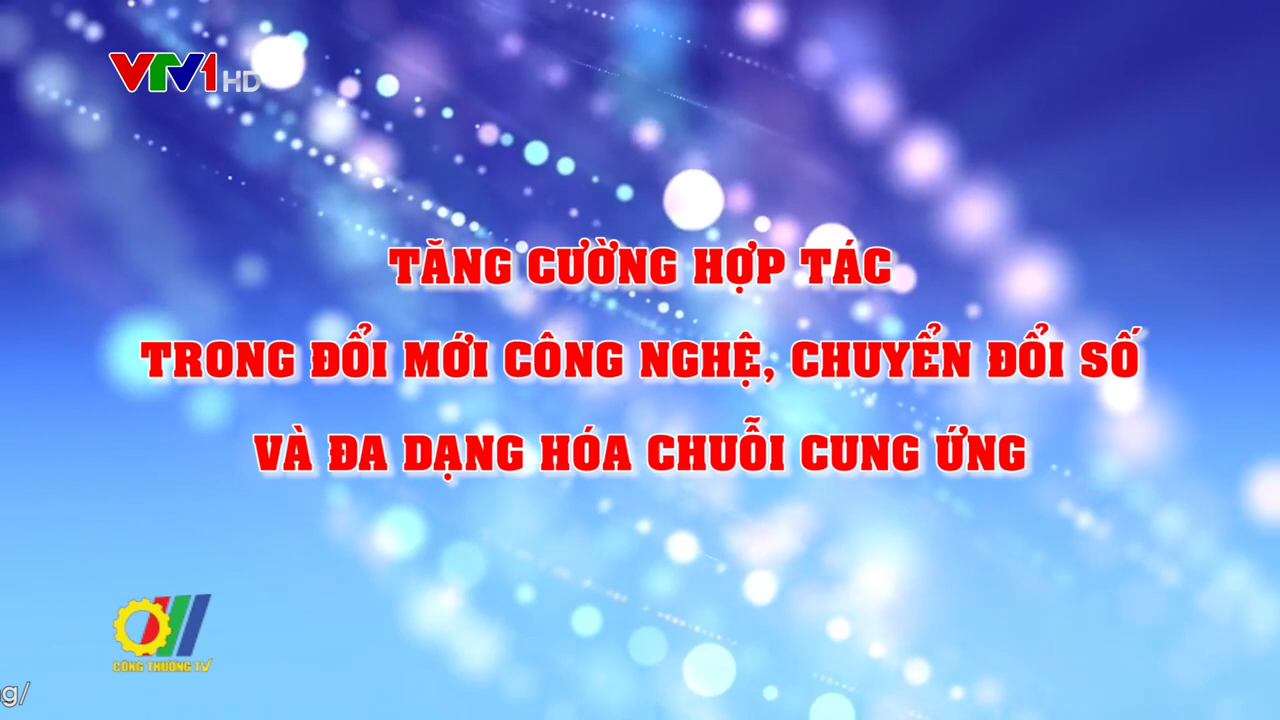 VTV1 HD
TĂNG CƯỜNG HỢP TÁC
TRONG ĐỔI MỚI CÔNG NGHỆ, CHUYỂN ĐỔI SỐ
VÀ ĐA DẠNG HÓA CHUỖI CUNG ỨNG
CÔNG THƯƠNG TV
g/